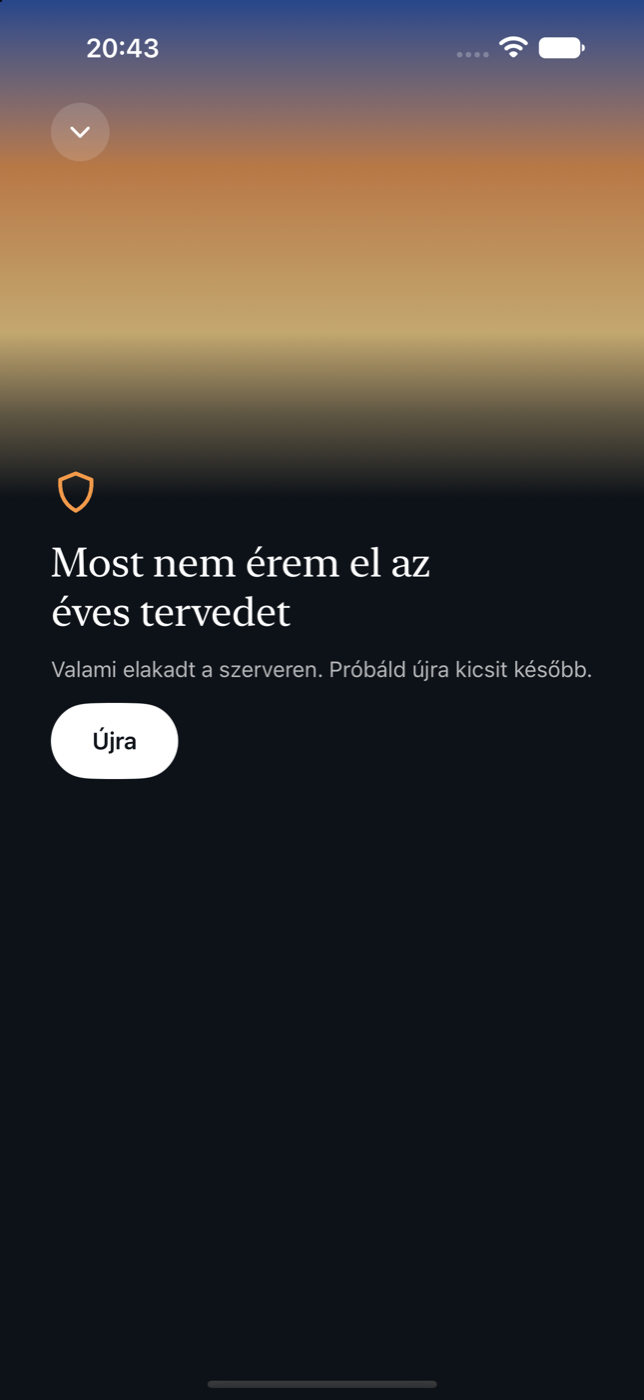 20:43
Most nem érem el az
éves tervedet
Valami elakadt a szerveren. Próbáld újra kicsit később.
Újra